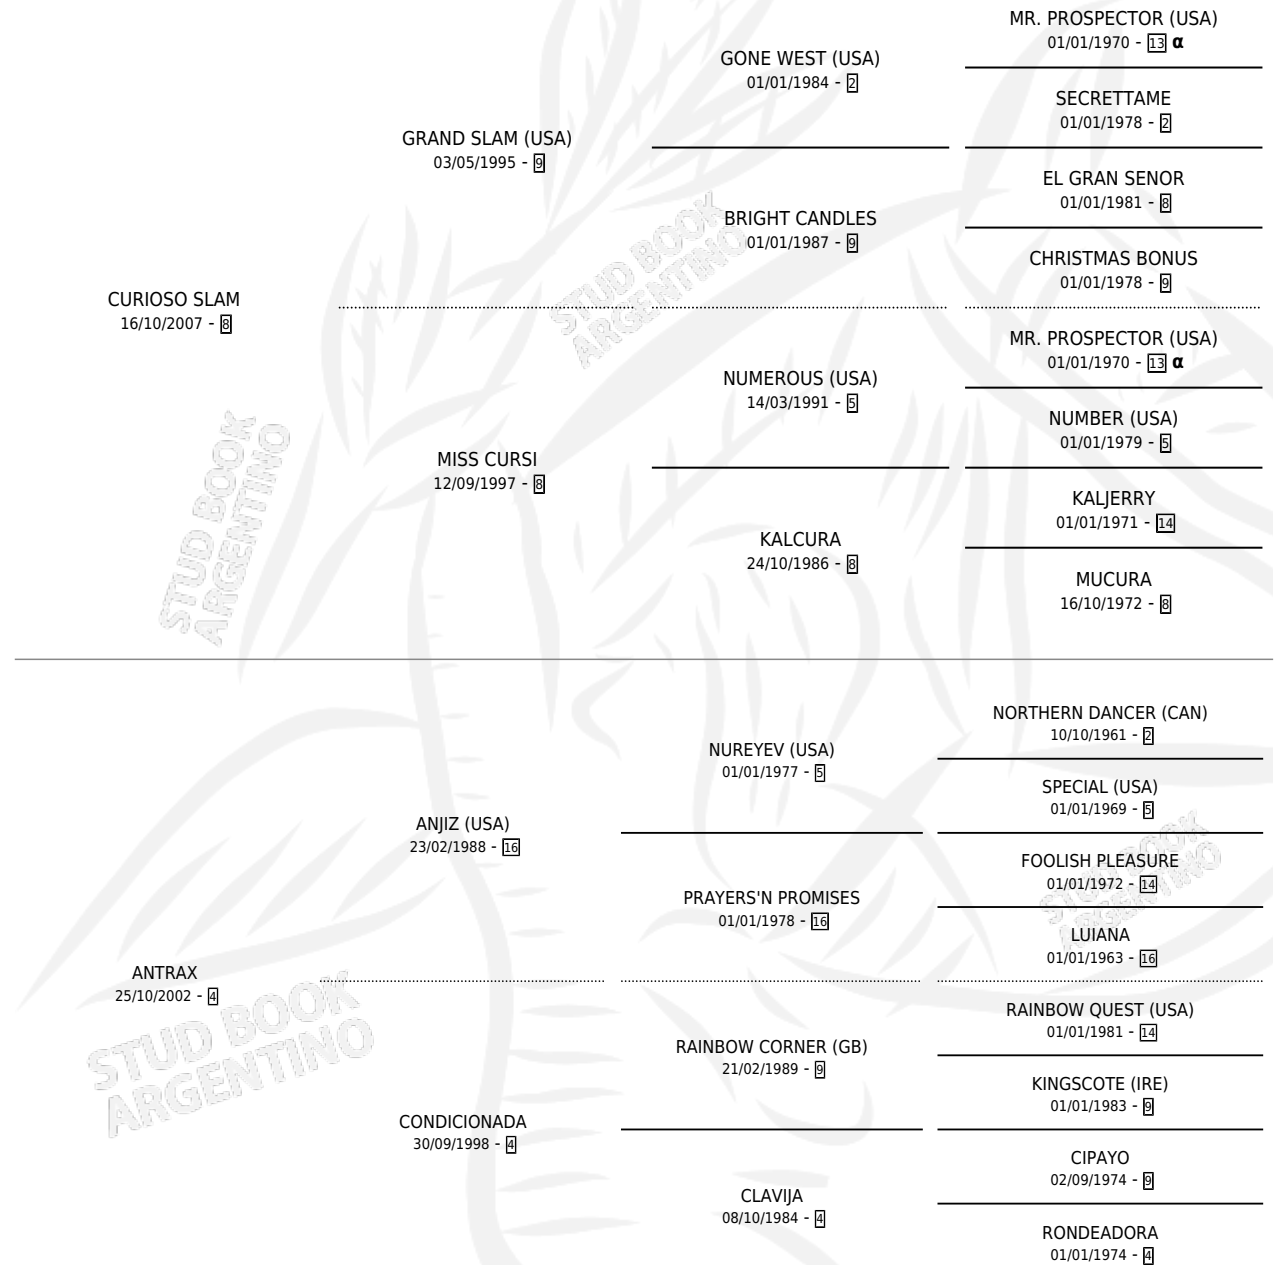 MR. PROSPECTOR (USA)
01/01/1970 - 13 α
GONE WEST (USA)
01/01/1984 - 2
SECRETTAME
01/01/1978 - 2
GRAND SLAM (USA)
03/05/1995 - 9
EL GRAN SENOR
01/01/1981 - 8
BRIGHT CANDLES
01/01/1987 - 9
CHRISTMAS BONUS
01/01/1978 - 9
CURIOSO SLAM
16/10/2007 - 8
MR. PROSPECTOR (USA)
01/01/1970 - 13 α
NUMEROUS (USA)
14/03/1991 - 5
NUMBER (USA)
01/01/1979 - 5
MISS CURSI
12/09/1997 - 8
KALJERRY
01/01/1971 - 14
KALCURA
24/10/1986 - 8
MUCURA
16/10/1972 - 8
NORTHERN DANCER (CAN)
10/10/1961 - 2
NUREYEV (USA)
01/01/1977 - 5
SPECIAL (USA)
01/01/1969 - 5
ANJIZ (USA)
23/02/1988 - 16
FOOLISH PLEASURE
01/01/1972 - 14
PRAYERS'N PROMISES
01/01/1978 - 16
LUIANA
01/01/1963 - 16
ANTRAX
25/10/2002 - 4
RAINBOW QUEST (USA)
01/01/1981 - 14
RAINBOW CORNER (GB)
21/02/1989 - 9
KINGSCOTE (IRE)
01/01/1983 - 9
CONDICIONADA
30/09/1998 - 4
CIPAYO
02/09/1974 - 9
CLAVIJA
08/10/1984 - 4
RONDEADORA
01/01/1974 - 4
STUD BOOK
ARGENTINO
STUD BOOK
ARGENTINO
STUD BOOK
ARGENTINO
STUD BOOK
ARGENTINO